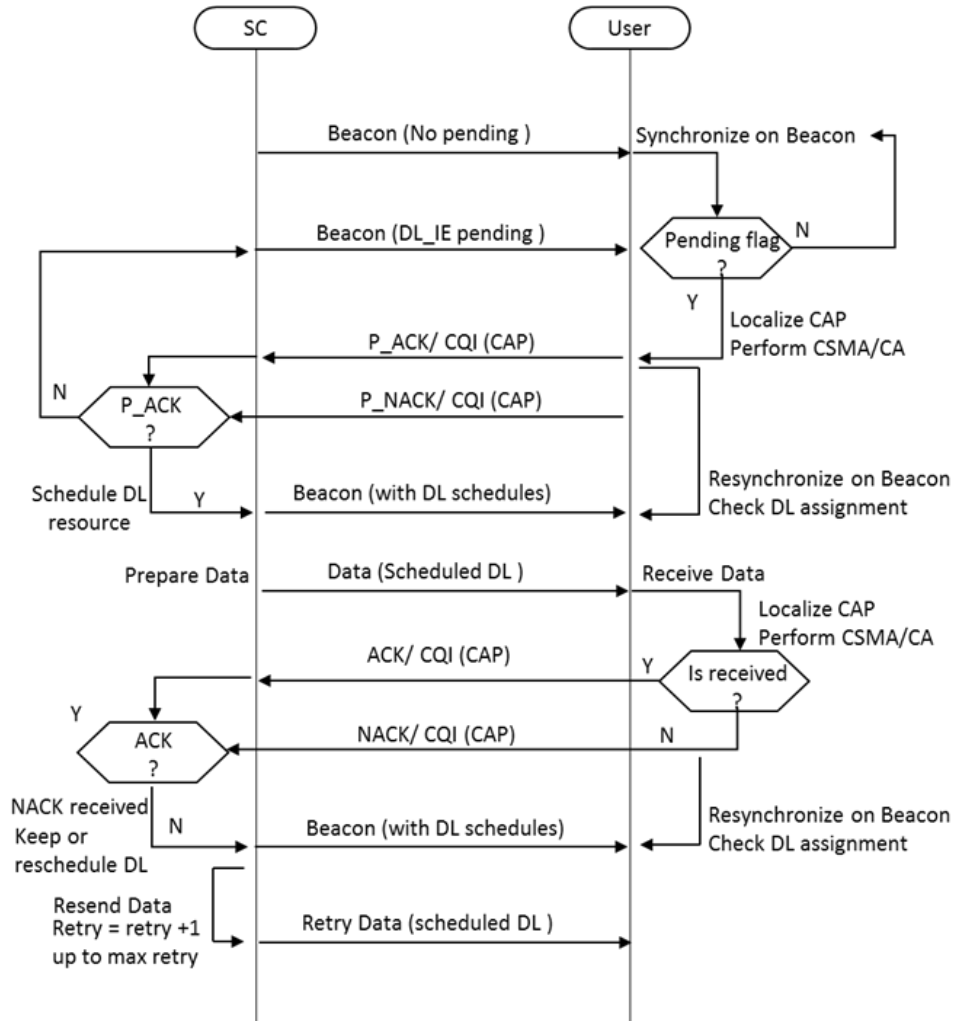 SC
User
Beacon (No pending )
Synchronize on Beacon
Beacon (DL_IE pending )
Pending flag
?
N
Y
Localize CAP
Perform CSMA/CA
P_ACK/ CQI (CAP)
N
P_ACK
?
P_NACK/ CQI (CAP)
Schedule DL
resource
Y
Beacon (with DL schedules)
Resynchronize on Beacon
Check DL assignment
Prepare Data
Data (Scheduled DL )
Receive Data
Localize CAP
Perform CSMA/CA
ACK/ CQI (CAP)
Y
Is received
?
Y
ACK
?
NACK/ CQI (CAP)
N
NACK received
Keep or
reschedule DL
N
Beacon (with DL schedules)
Resynchronize on Beacon
Check DL assignment
Resend Data
Retry = retry +1
up to max retry
Retry Data (scheduled DL )